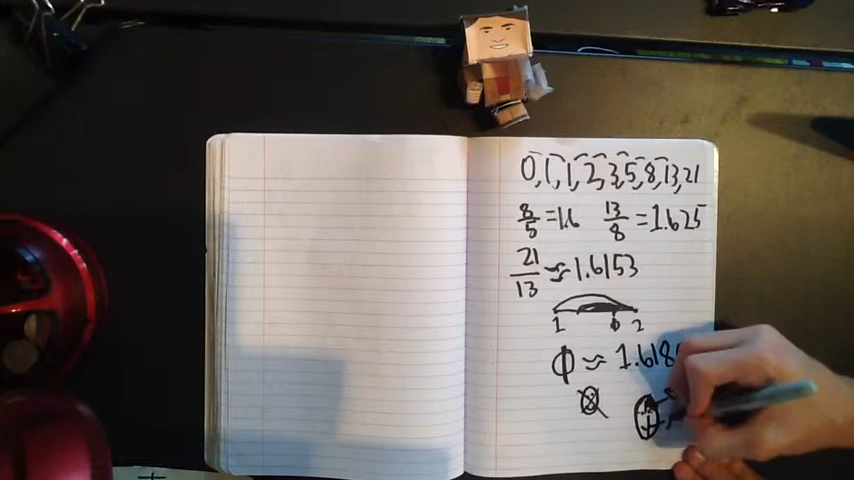 0, 1, 1, 2, 3, 5, 8, 13, 21
8/5 = 1.6 13/8 = 1.625
21/13 ≈ 1.6153
1 ϕ 2
ϕ ≈ 1.618